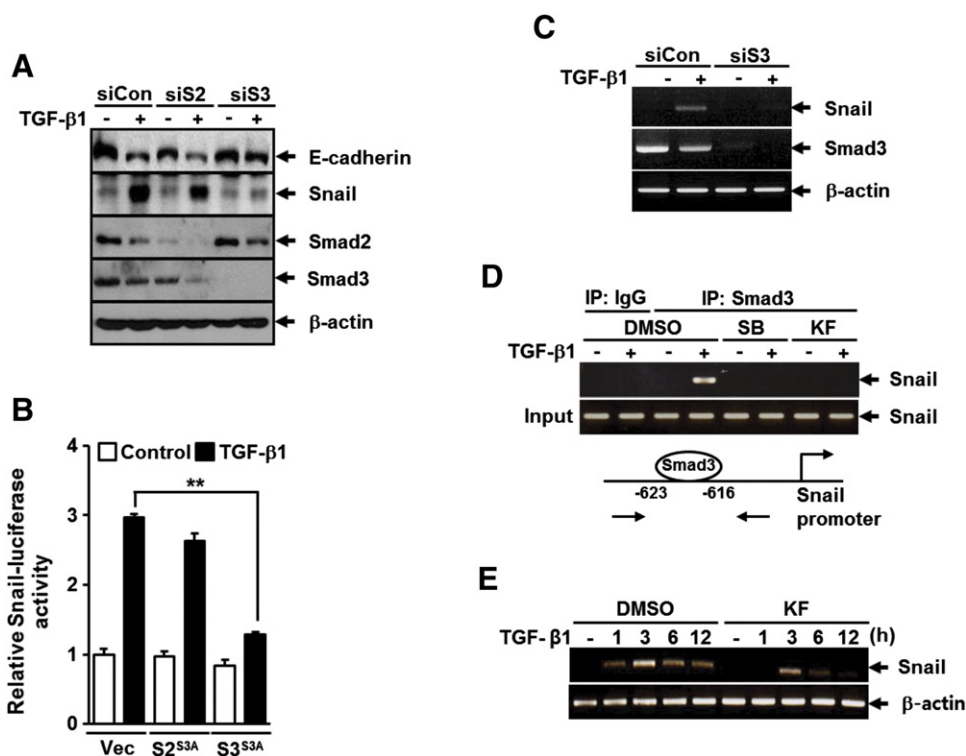 A
siCon siS2 siS3
TGF-β1 - + - + - +
E-cadherin
Snail
Smad2
Smad3
β-actin
B
Relative Snail-luciferase activity
4
3
2
1
0
Control TGF-β1
**
Vec S2S3A S3S3A
C
siCon siS3
TGF-β1 - + - +
Snail
Smad3
β-actin
D
IP: IgG IP: Smad3
DMSO SB KF
TGF-β1 - + - + - + - +
Snail
Input Snail
Smad3
-623 -616 Snail
promoter
E
DMSO KF
TGF-β1 - 1 3 6 12 - 1 3 6 12 (h)
Snail
β-actin